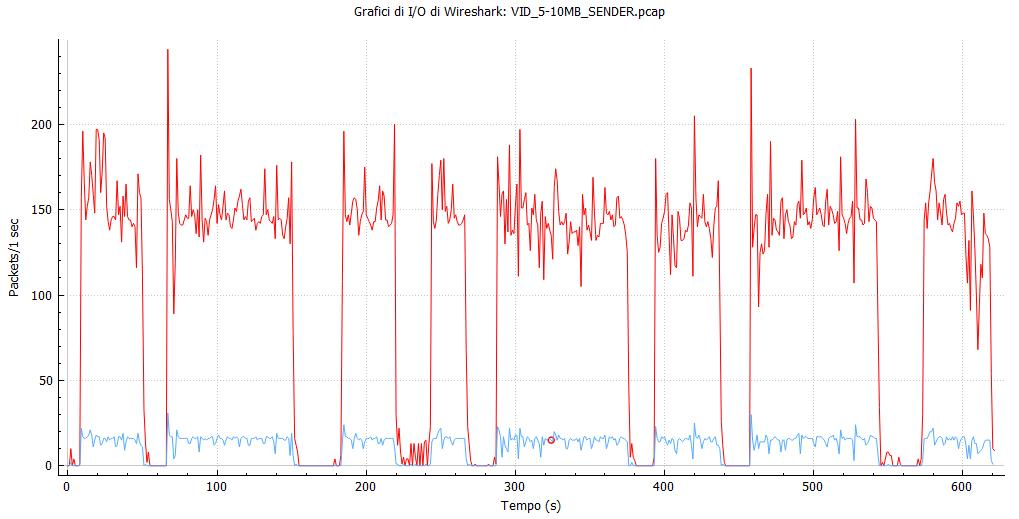 Grafici di I/O di Wireshark: VID_5-10MB_SENDER.pcap
Packets/1 sec
200
150
100
50
0
0 100 200 300 400 500 600
Tempo (s)